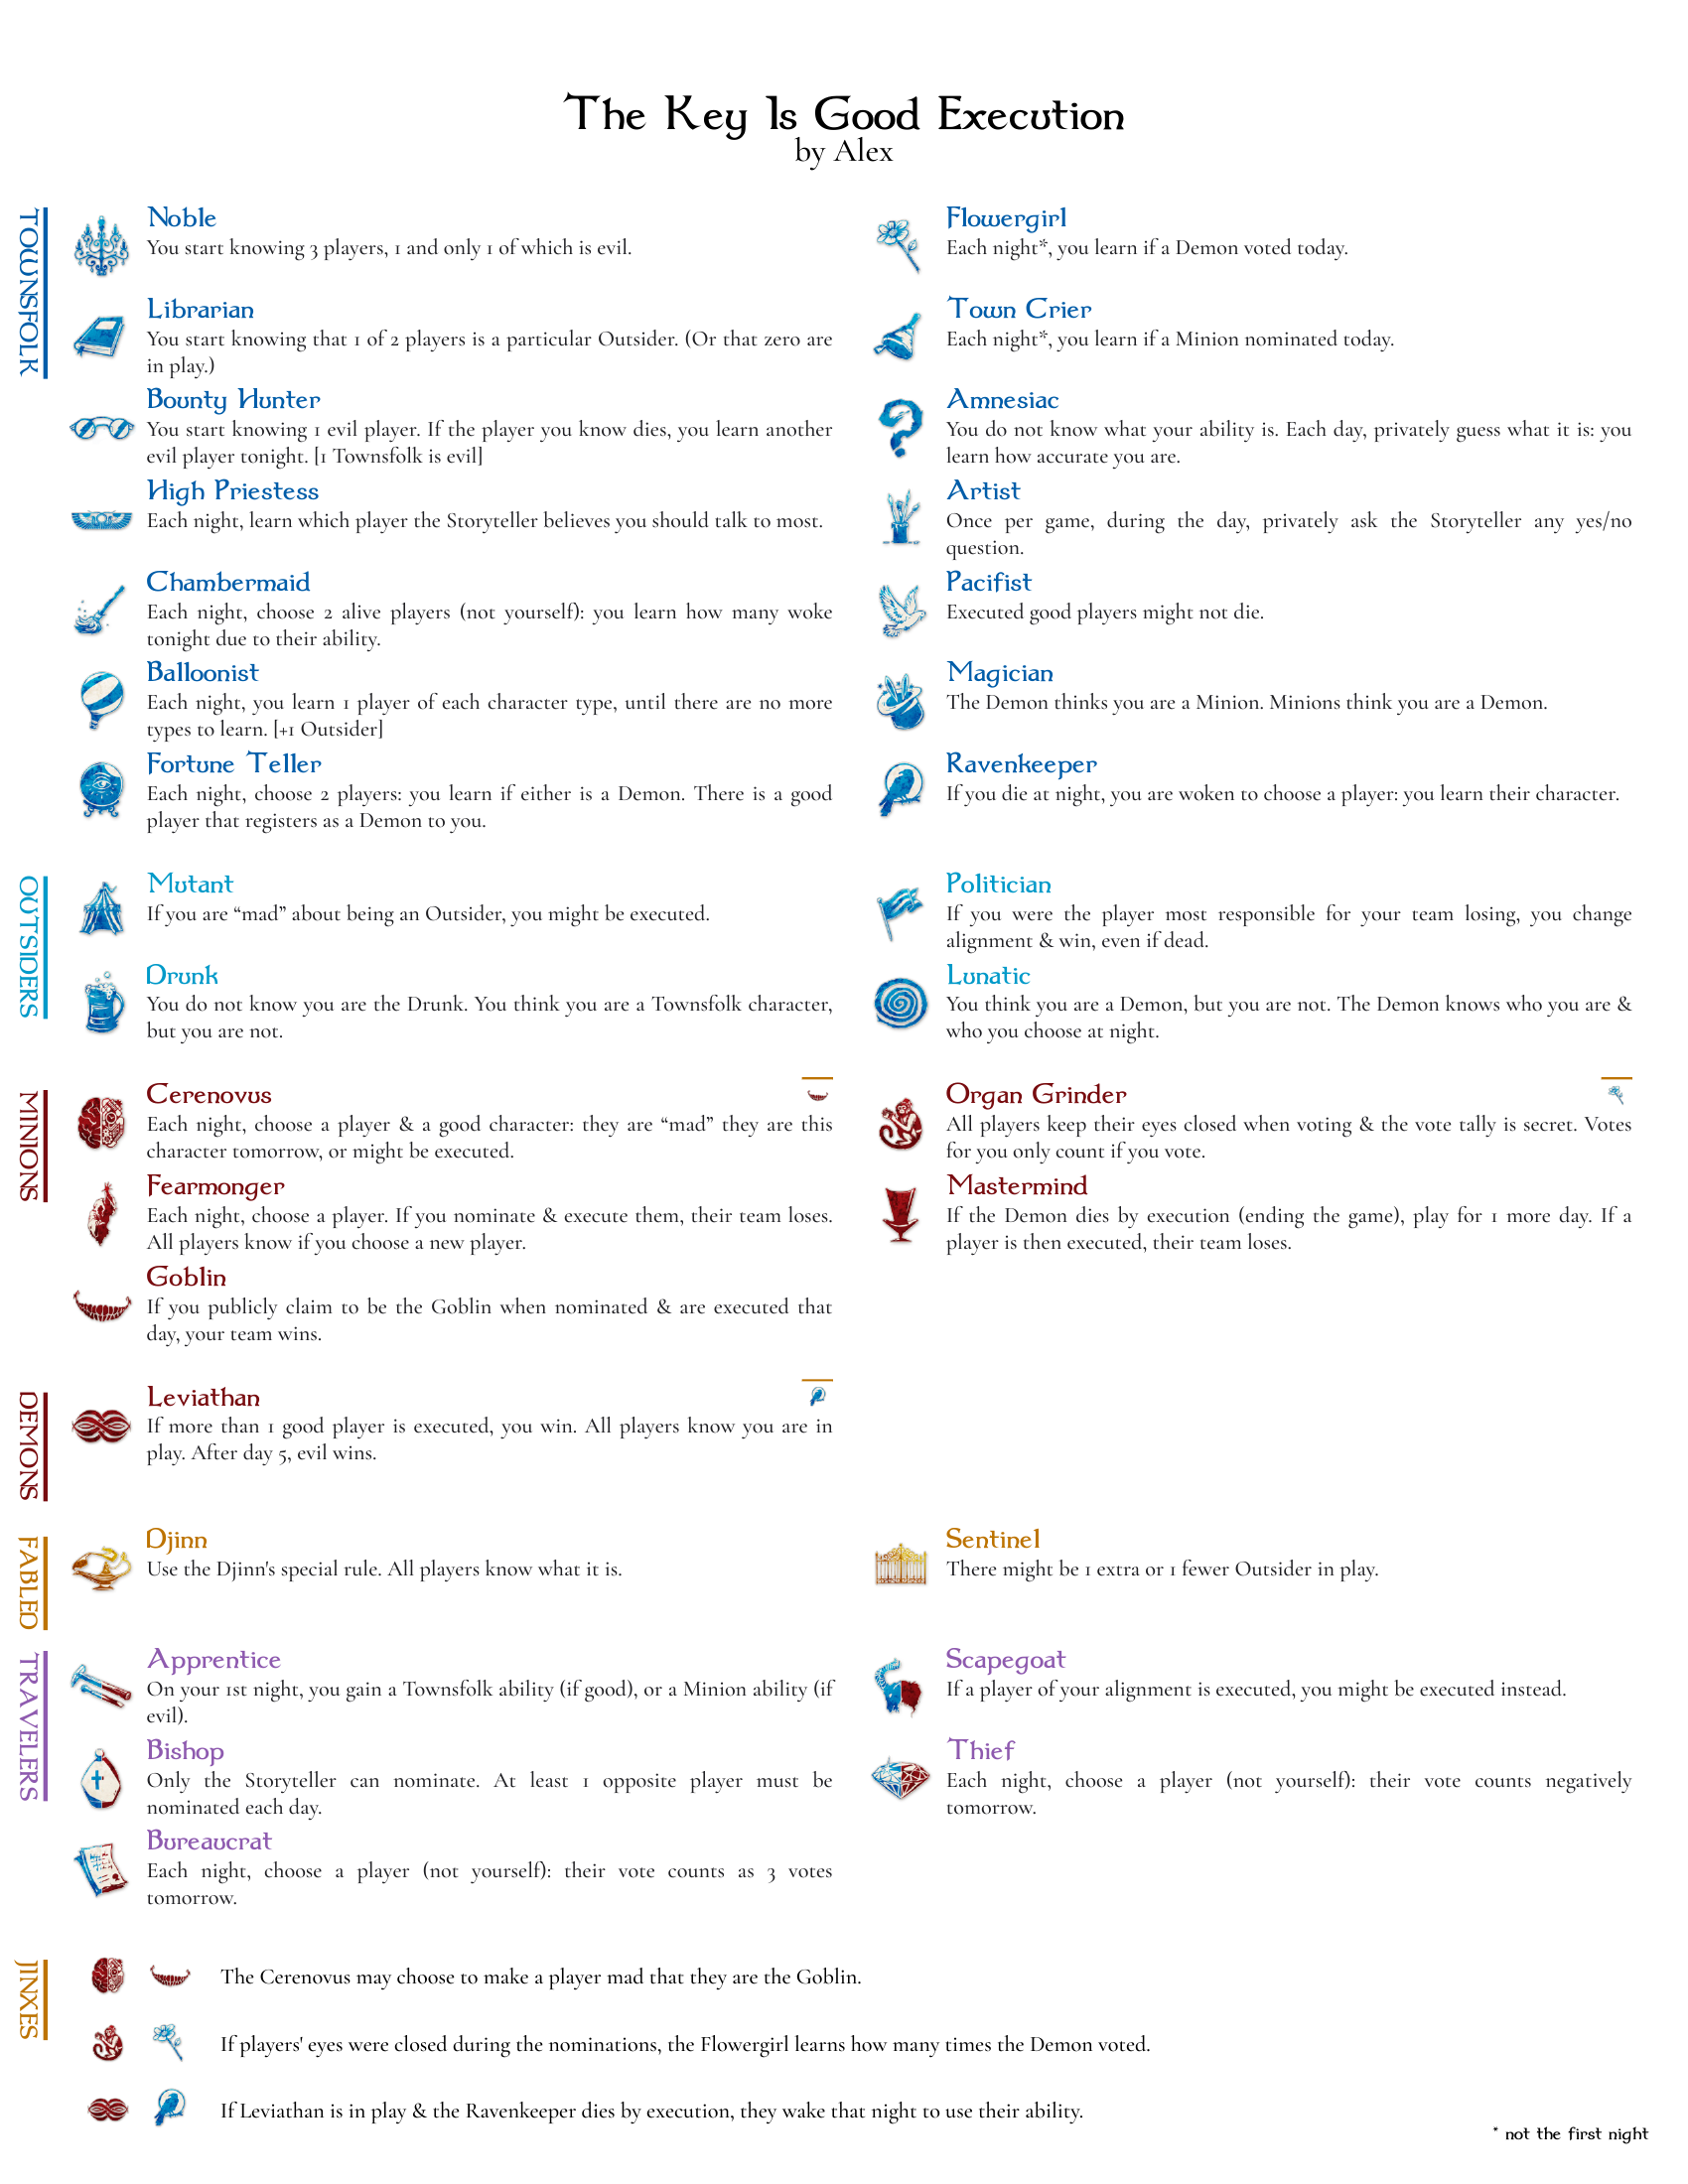 The Key Is Good Execution
by Alex
TOWNSFOLK
Noble
You start knowing 3 players, 1 and only 1 of which is evil.
Librarian
You start knowing that 1 of 2 players is a particular Outsider. (Or that zero are
in play.)
Bounty Hunter
You start knowing 1 evil player. If the player you know dies, you learn another
evil player tonight. [1 Townsfolk is evil]
High Priestess
Each night, learn which player the Storyteller believes you should talk to most.
Chambermaid
Each night, choose 2 alive players (not yourself): you learn how many woke
tonight due to their ability.
Balloonist
Each night, you learn 1 player of each character type, until there are no more
types to learn. [+1 Outsider]
Fortune Teller
Each night, choose 2 players: you learn if either is a Demon. There is a good
player that registers as a Demon to you.
Flowergirl
Each night*, you learn if a Demon voted today.
Town Crier
Each night*, you learn if a Minion nominated today.
Amnesiac
You do not know what your ability is. Each day, privately guess what it is: you
learn how accurate you are.
Artist
Once per game, during the day, privately ask the Storyteller any yes/no
question.
Pacifist
Executed good players might not die.
Magician
The Demon thinks you are a Minion. Minions think you are a Demon.
Ravenkeeper
If you die at night, you are woken to choose a player: you learn their character.
OUTSIDERS
Mutant
If you are “mad” about being an Outsider, you might be executed.
Drunk
You do not know you are the Drunk. You think you are a Townsfolk character,
but you are not.
Politician
If you were the player most responsible for your team losing, you change
alignment & win, even if dead.
Lunatic
You think you are a Demon, but you are not. The Demon knows who you are &
who you choose at night.
MINIONS
Cerenovus
Each night, choose a player & a good character: they are “mad” they are this
character tomorrow, or might be executed.
Fearmonger
Each night, choose a player. If you nominate & execute them, their team loses.
All players know if you choose a new player.
Goblin
If you publicly claim to be the Goblin when nominated & are executed that
day, your team wins.
Organ Grinder
All players keep their eyes closed when voting & the vote tally is secret. Votes
for you only count if you vote.
Mastermind
If the Demon dies by execution (ending the game), play for 1 more day. If a
player is then executed, their team loses.
DEMONS
Leviathan
If more than 1 good player is executed, you win. All players know you are in
play. After day 5, evil wins.
FABLED
Djinn
Use the Djinn's special rule. All players know what it is.
Sentinel
There might be 1 extra or 1 fewer Outsider in play.
TRAVELERS
Apprentice
On your 1st night, you gain a Townsfolk ability (if good), or a Minion ability (if
evil).
Bishop
Only the Storyteller can nominate. At least 1 opposite player must be
nominated each day.
Bureaucrat
Each night, choose a player (not yourself): their vote counts as 3 votes
tomorrow.
Scapegoat
If a player of your alignment is executed, you might be executed instead.
Thief
Each night, choose a player (not yourself): their vote counts negatively
tomorrow.
JINXES
The Cerenovus may choose to make a player mad that they are the Goblin.
If players' eyes were closed during the nominations, the Flowergirl learns how many times the Demon voted.
If Leviathan is in play & the Ravenkeeper dies by execution, they wake that night to use their ability.
* not the first night